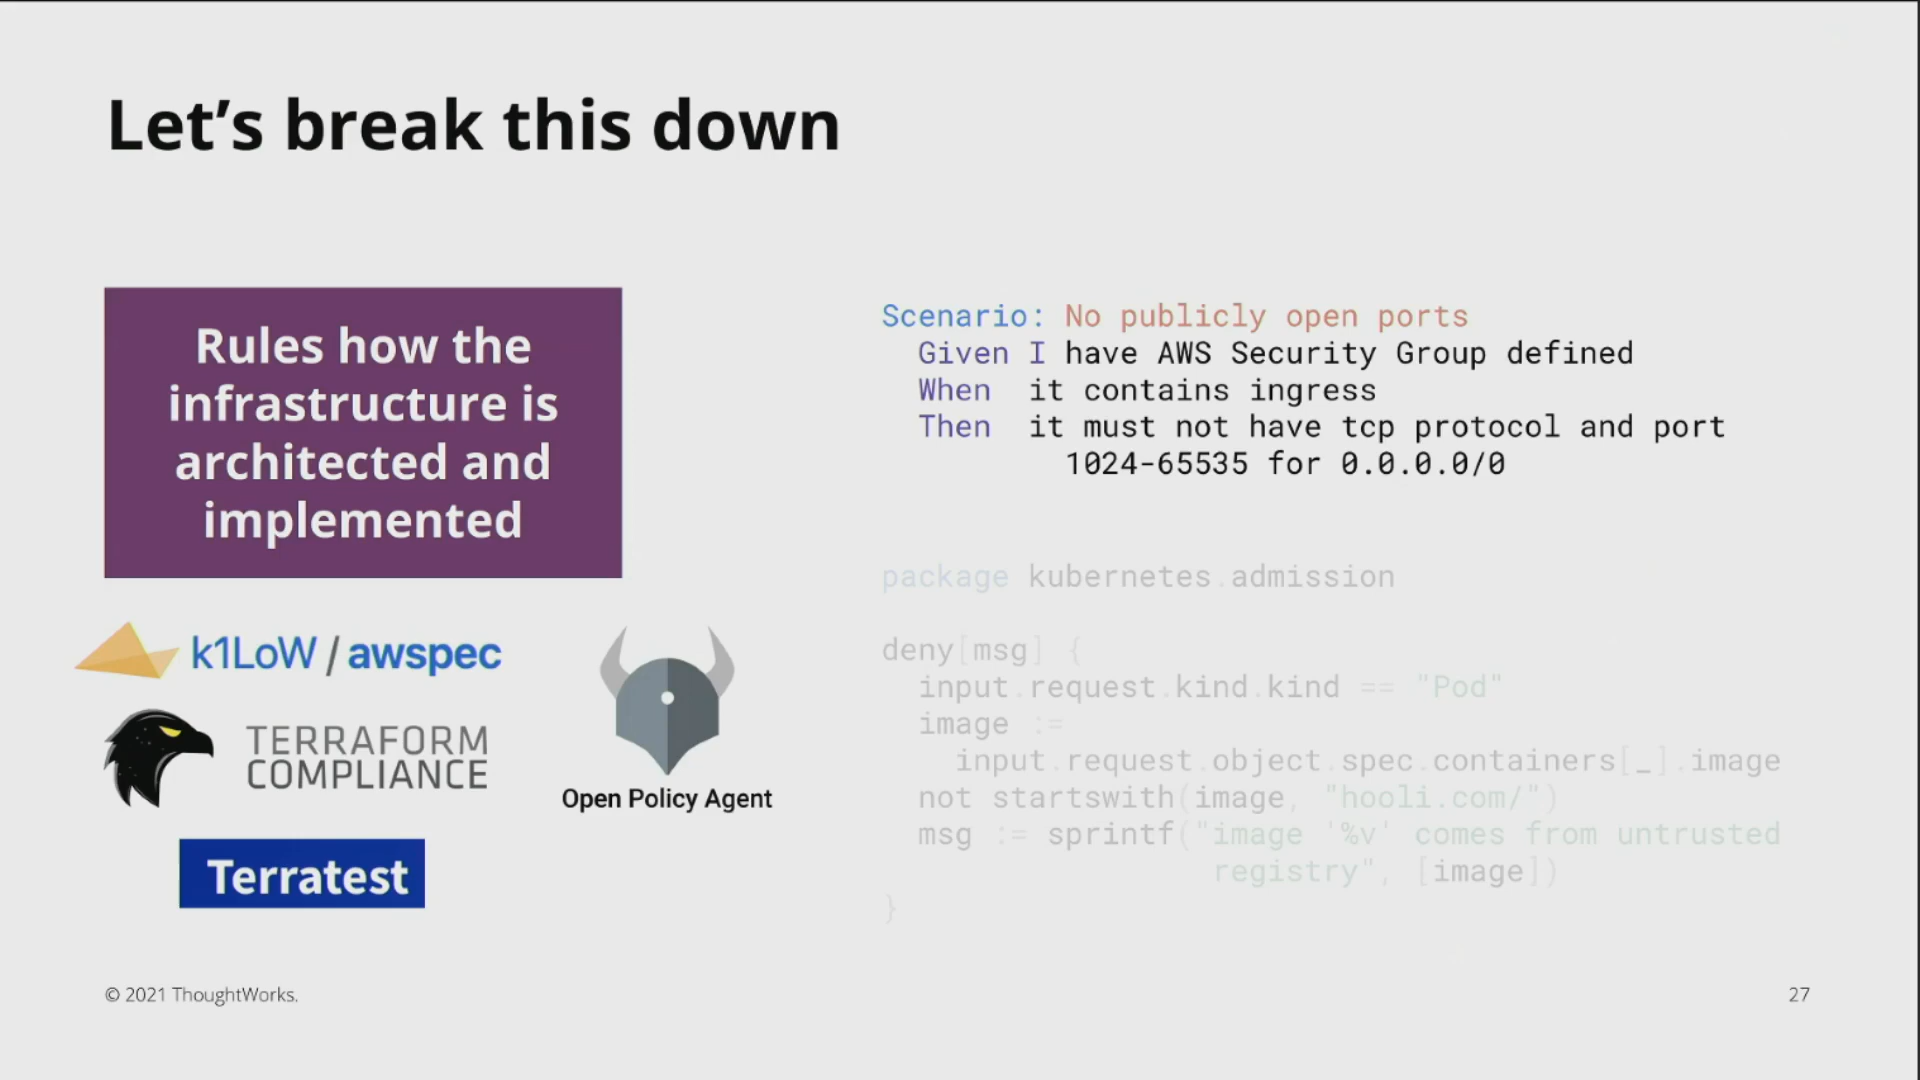 Let's break this down
Rules how the
infrastructure is
architected and
implemented
k1LoW / awspec
TERRAFORM
COMPLIANCE
Open Policy Agent
Terratest
Scenario: No publicly open ports
  Given I have AWS Security Group defined
  When  it contains ingress
  Then  it must not have tcp protocol and port
          1024-65535 for 0.0.0.0/0
package kubernetes.admission
deny[msg] {
  input.request.kind.kind == "Pod"
  image :=
    input.request.object.spec.containers[_].image
  not startswith(image, "hooli.com/")
  msg := sprintf("image '%v' comes from untrusted
                  registry", [image])
}
© 2021 ThoughtWorks.
27